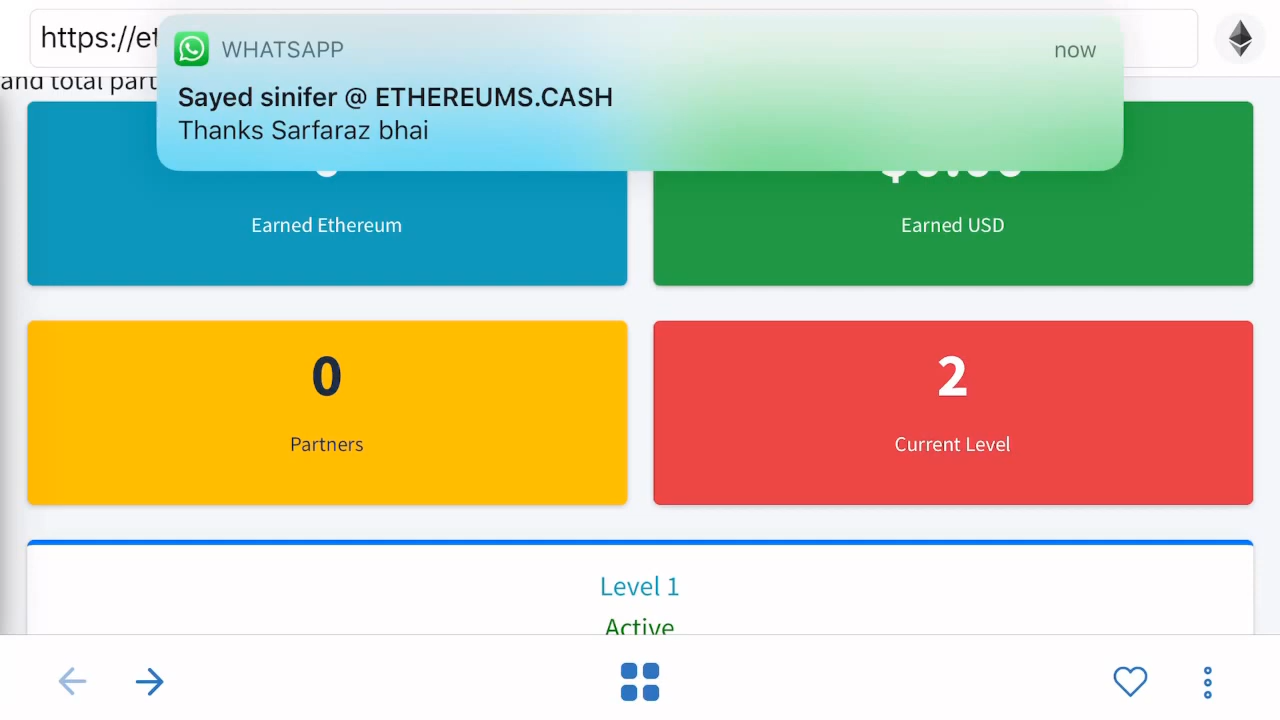 https://et
WHATSAPP
now
Sayed sinifer @ ETHEREUMS.CASH
Thanks Sarfaraz bhai
and total part
Earned Ethereum
Earned USD
0
Partners
2
Current Level
Level 1
Active